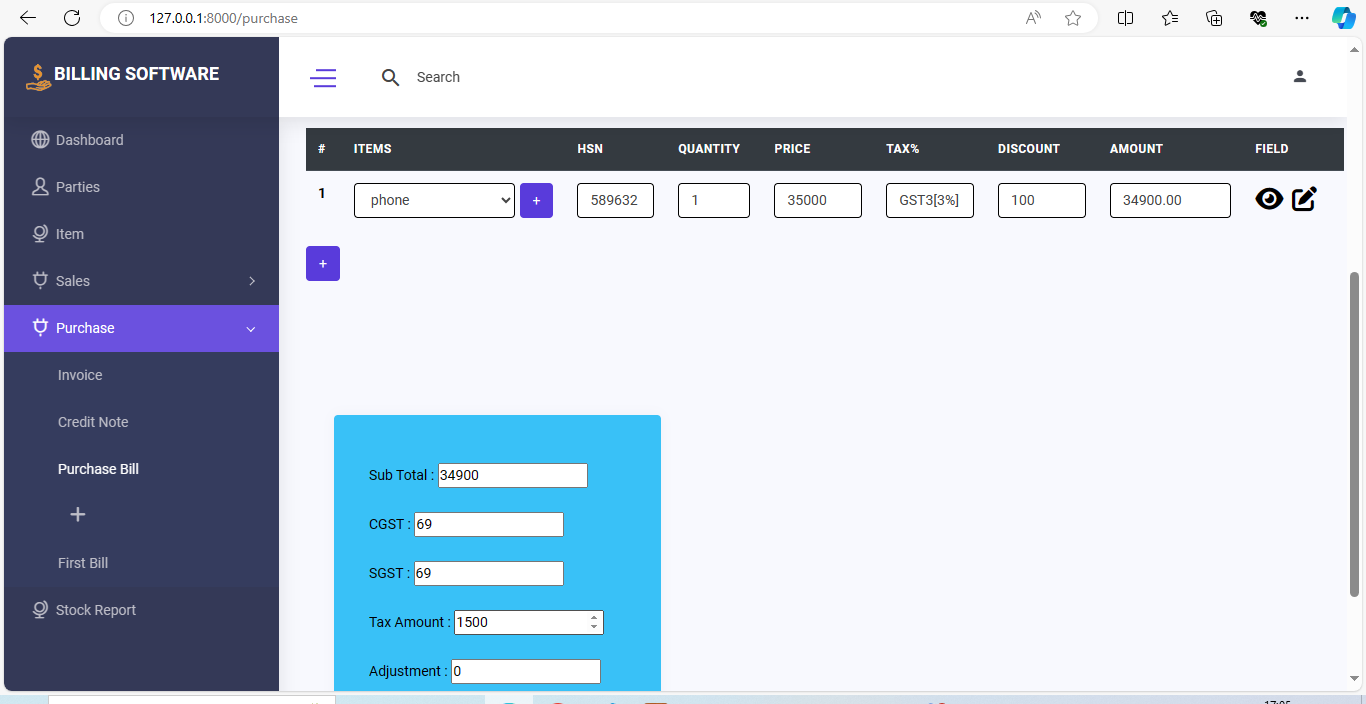 127.0.0.1:8000/purchase
BILLING SOFTWARE
Search
Dashboard
Parties
Item
Sales
Purchase
Invoice
Credit Note
Purchase Bill
+
First Bill
Stock Report
# ITEMS HSN QUANTITY PRICE TAX% DISCOUNT AMOUNT FIELD
1 phone + 589632 1 35000 GST3[3%] 100 34900.00
+
Sub Total : 34900
CGST : 69
SGST : 69
Tax Amount : 1500
Adjustment : 0